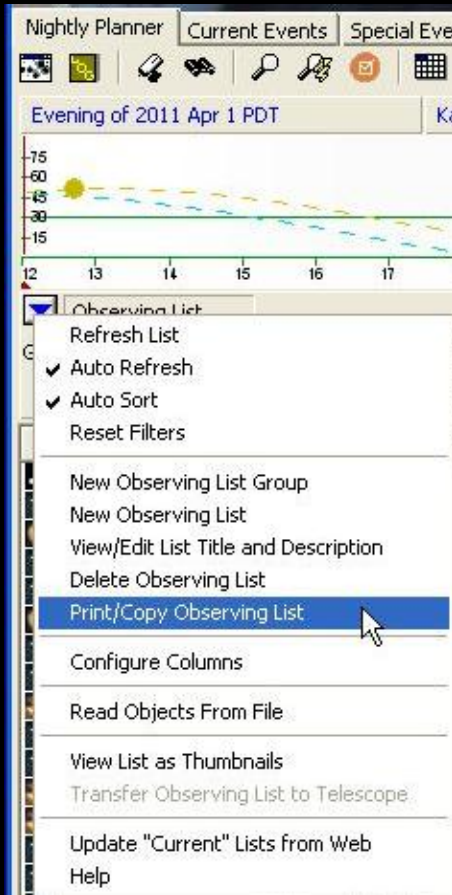 Nightly Planner
Current Events
Special Eve
Evening of 2011 Apr 1 PDT
Ka
75
60
45
30
15
12 13 14 15 16 17
Observing List
G
Refresh List
Auto Refresh
Auto Sort
Reset Filters
New Observing List Group
New Observing List
View/Edit List Title and Description
Delete Observing List
Print/Copy Observing List
Configure Columns
Read Objects From File
View List as Thumbnails
Transfer Observing List to Telescope
Update "Current" Lists from Web
Help